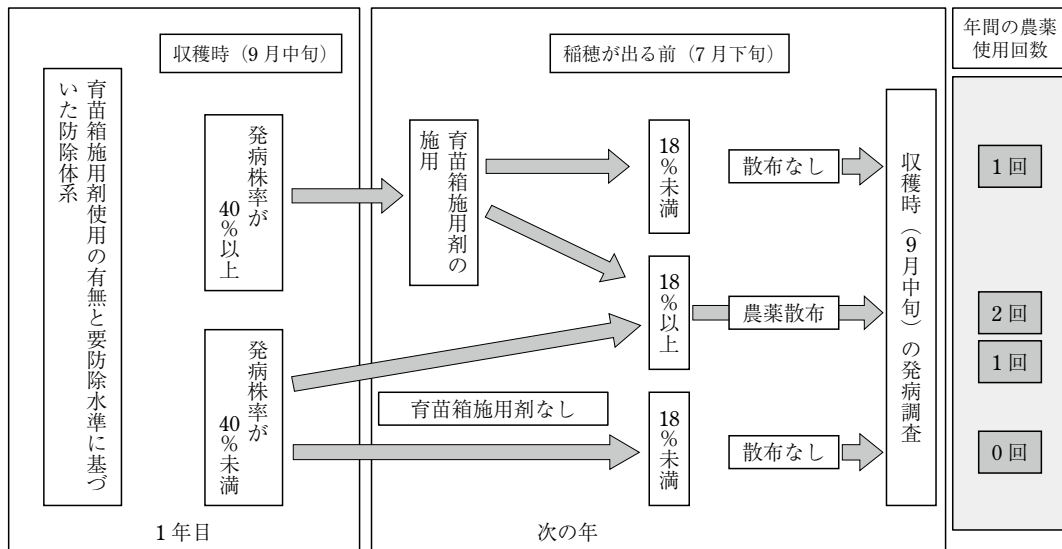 収穫時（9月中旬）
稲穂が出る前（7月下旬）
年間の農薬
使用回数
育苗箱施用剤使用の有無と要防除水準に基づ
いた防除体系
発病株率が
40％以上
育苗箱施用剤の
施用
18％未満
散布なし
収穫時（9月中旬）の発病調査
1回
18％以上
農薬散布
2回
1回
発病株率が
40％未満
育苗箱施用剤なし
18％未満
散布なし
0回
1年目
次の年